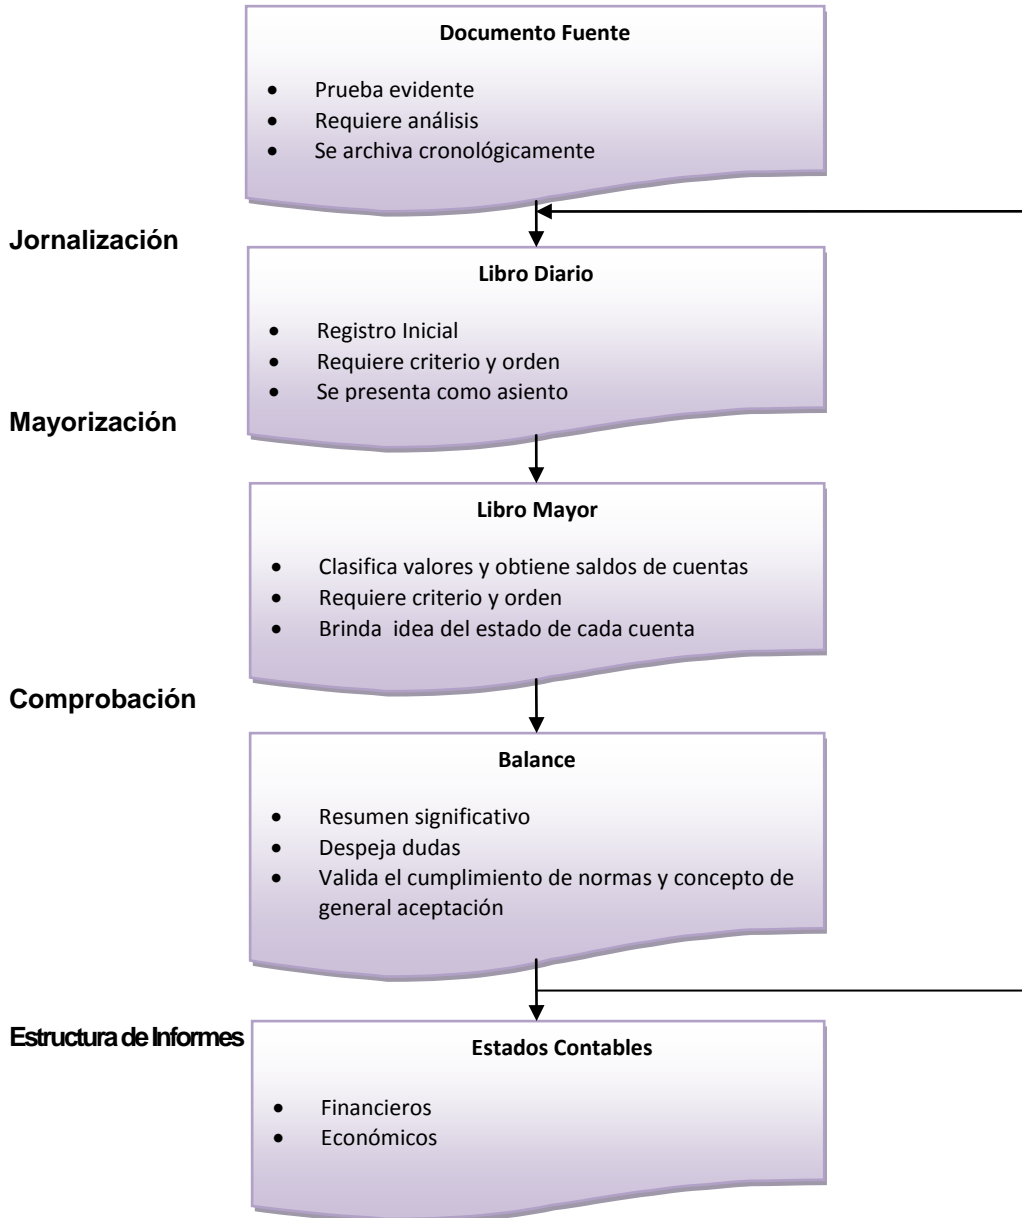 Documento Fuente
• Prueba evidente
• Requiere análisis
• Se archiva cronológicamente
Jornalización
Libro Diario
• Registro Inicial
• Requiere criterio y orden
• Se presenta como asiento
Mayorización
Libro Mayor
• Clasifica valores y obtiene saldos de cuentas
• Requiere criterio y orden
• Brinda idea del estado de cada cuenta
Comprobación
Balance
• Resumen significativo
• Despeja dudas
• Valida el cumplimiento de normas y concepto de
general aceptación
Estructura de Informes
Estados Contables
• Financieros
• Económicos